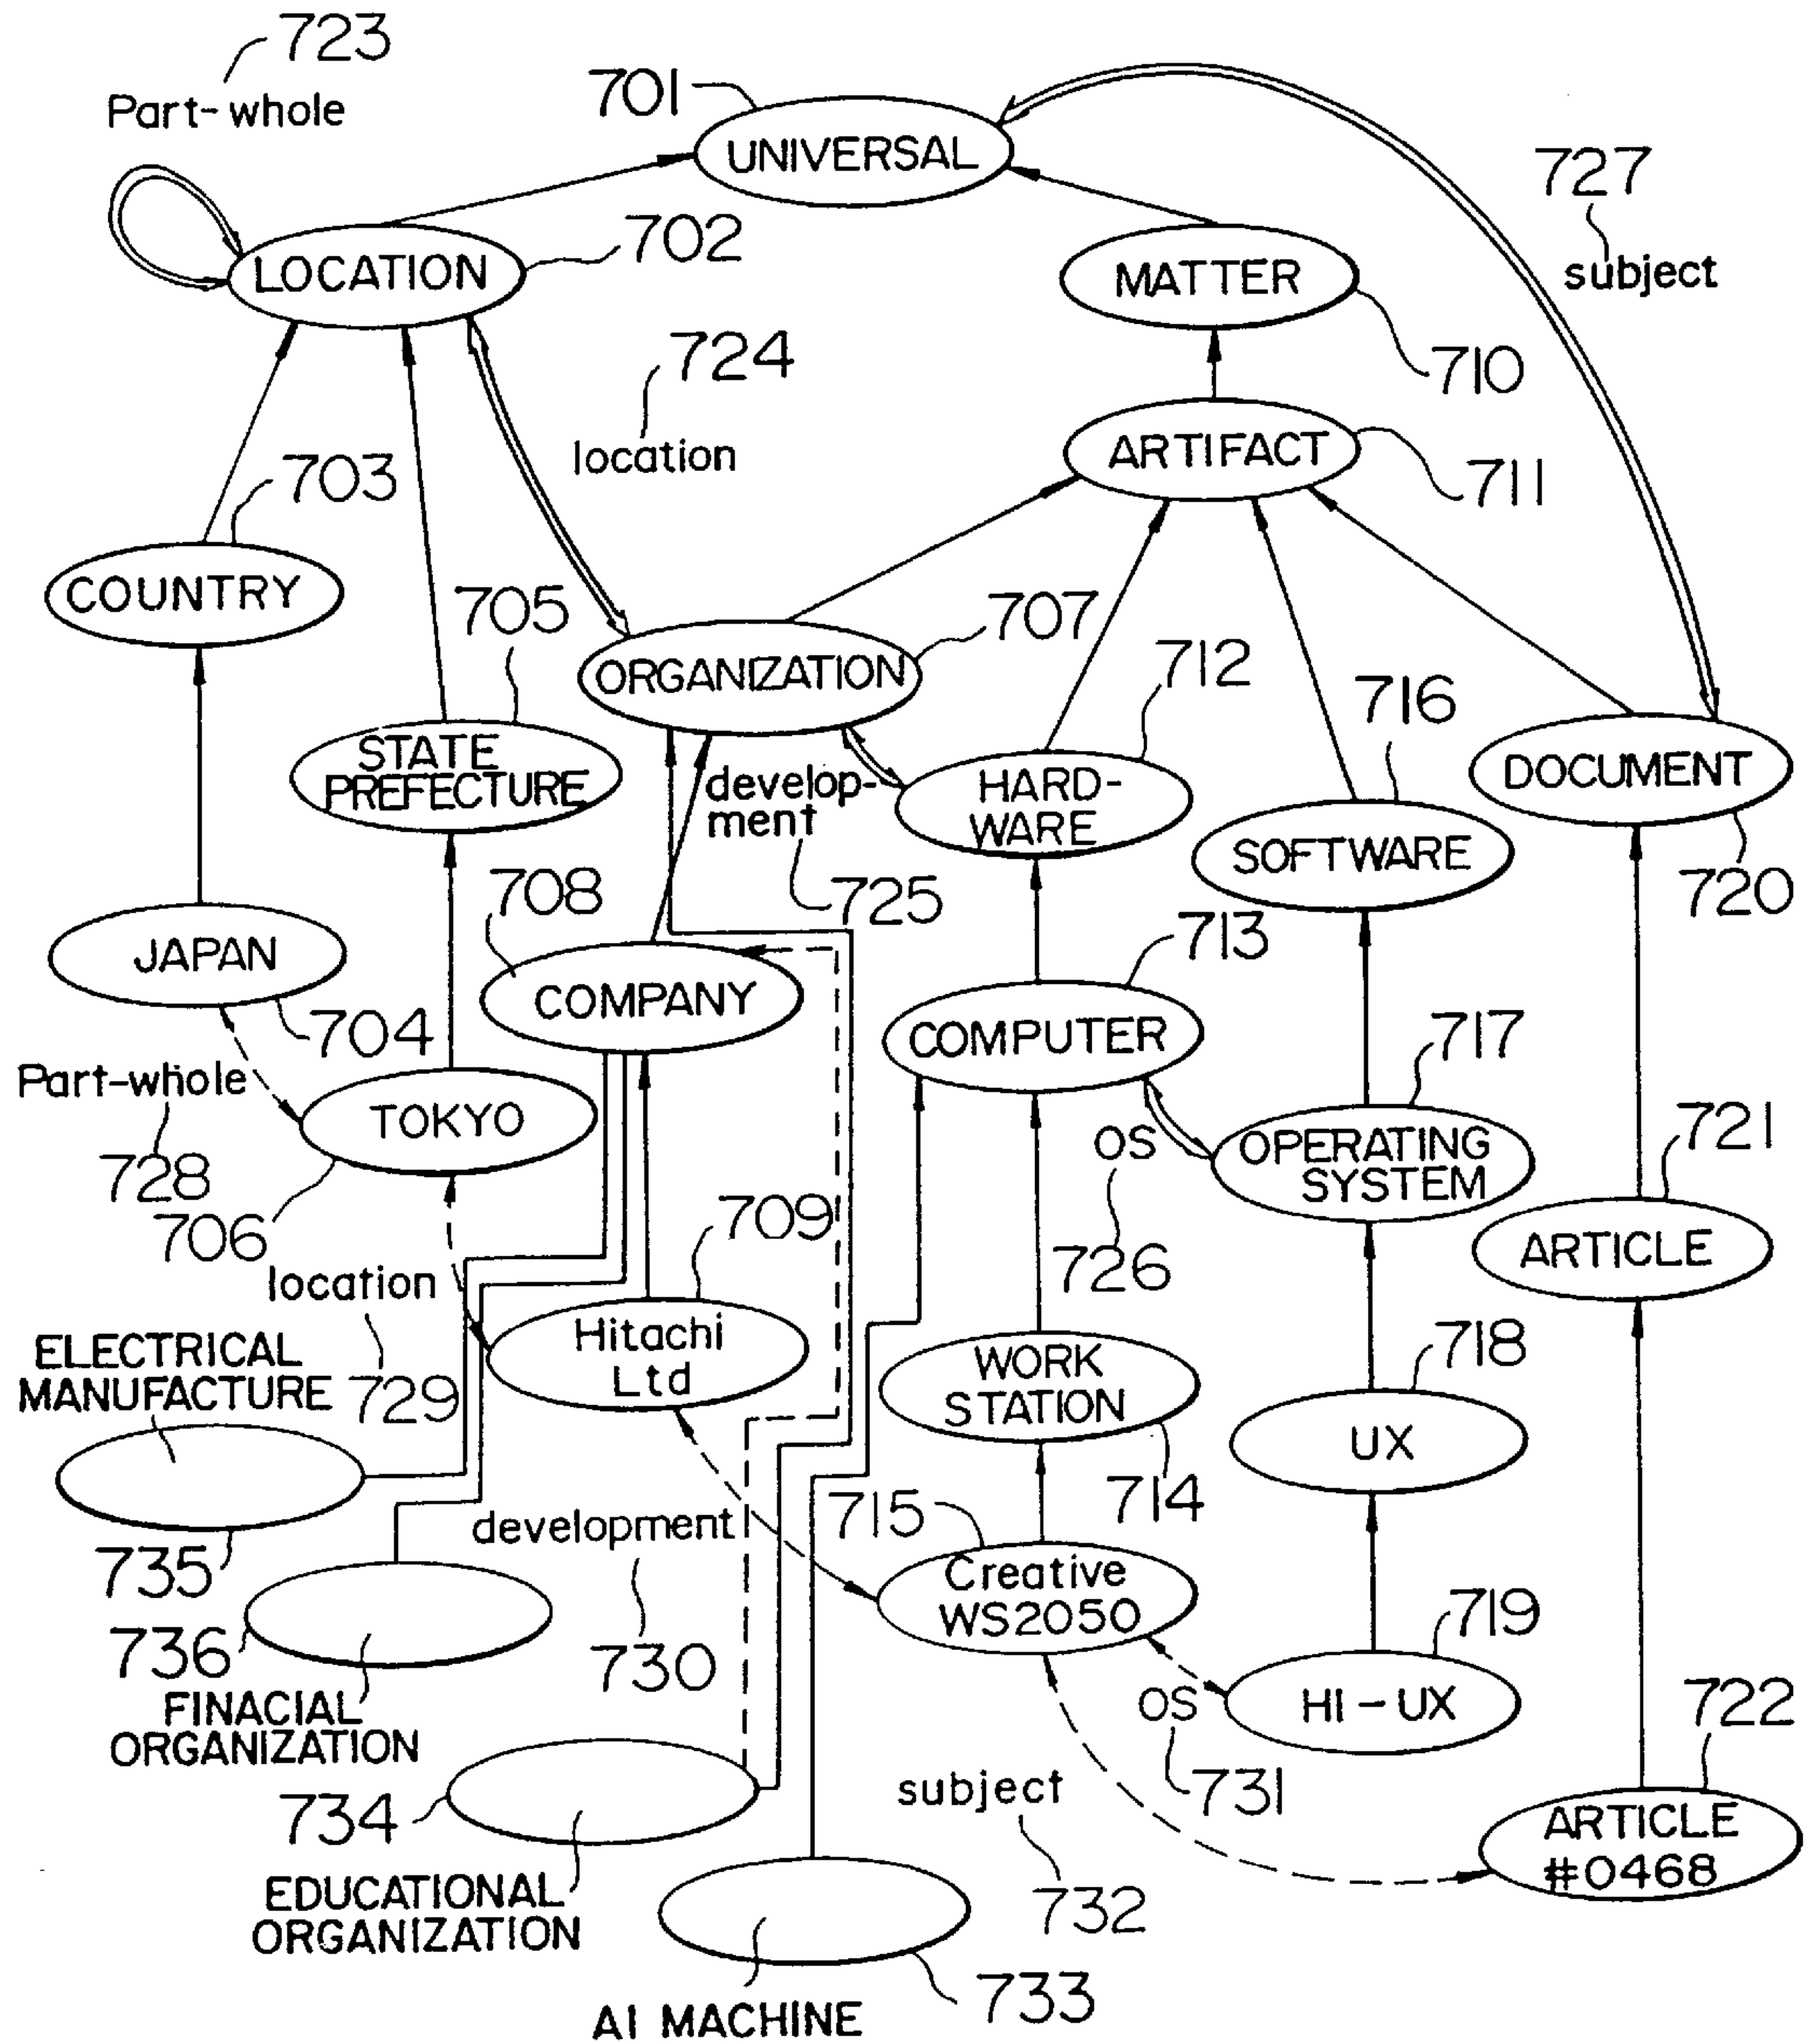 723
Part-whole
701
UNIVERSAL
727
subject
702
LOCATION
MATTER
710
724
location
ARTIFACT
711
703
COUNTRY
705
707
ORGANIZATION
712
716
STATE
PREFECTURE
develop-
ment
725
HARD-
WARE
SOFTWARE
DOCUMENT
720
708
JAPAN
704
COMPANY
713
COMPUTER
717
Part-whole
728
TOKYO
706
OS
726
OPERATING
SYSTEM
721
ARTICLE
709
location
729
Hitachi
Ltd
WORK
STATION
714
718
UX
ELECTRICAL
MANUFACTURE
735
development
730
715
Creative
WS2050
719
HI-UX
736
FINACIAL
ORGANIZATION
OS
731
722
ARTICLE
#0468
734
EDUCATIONAL
ORGANIZATION
subject
732
733
AI MACHINE